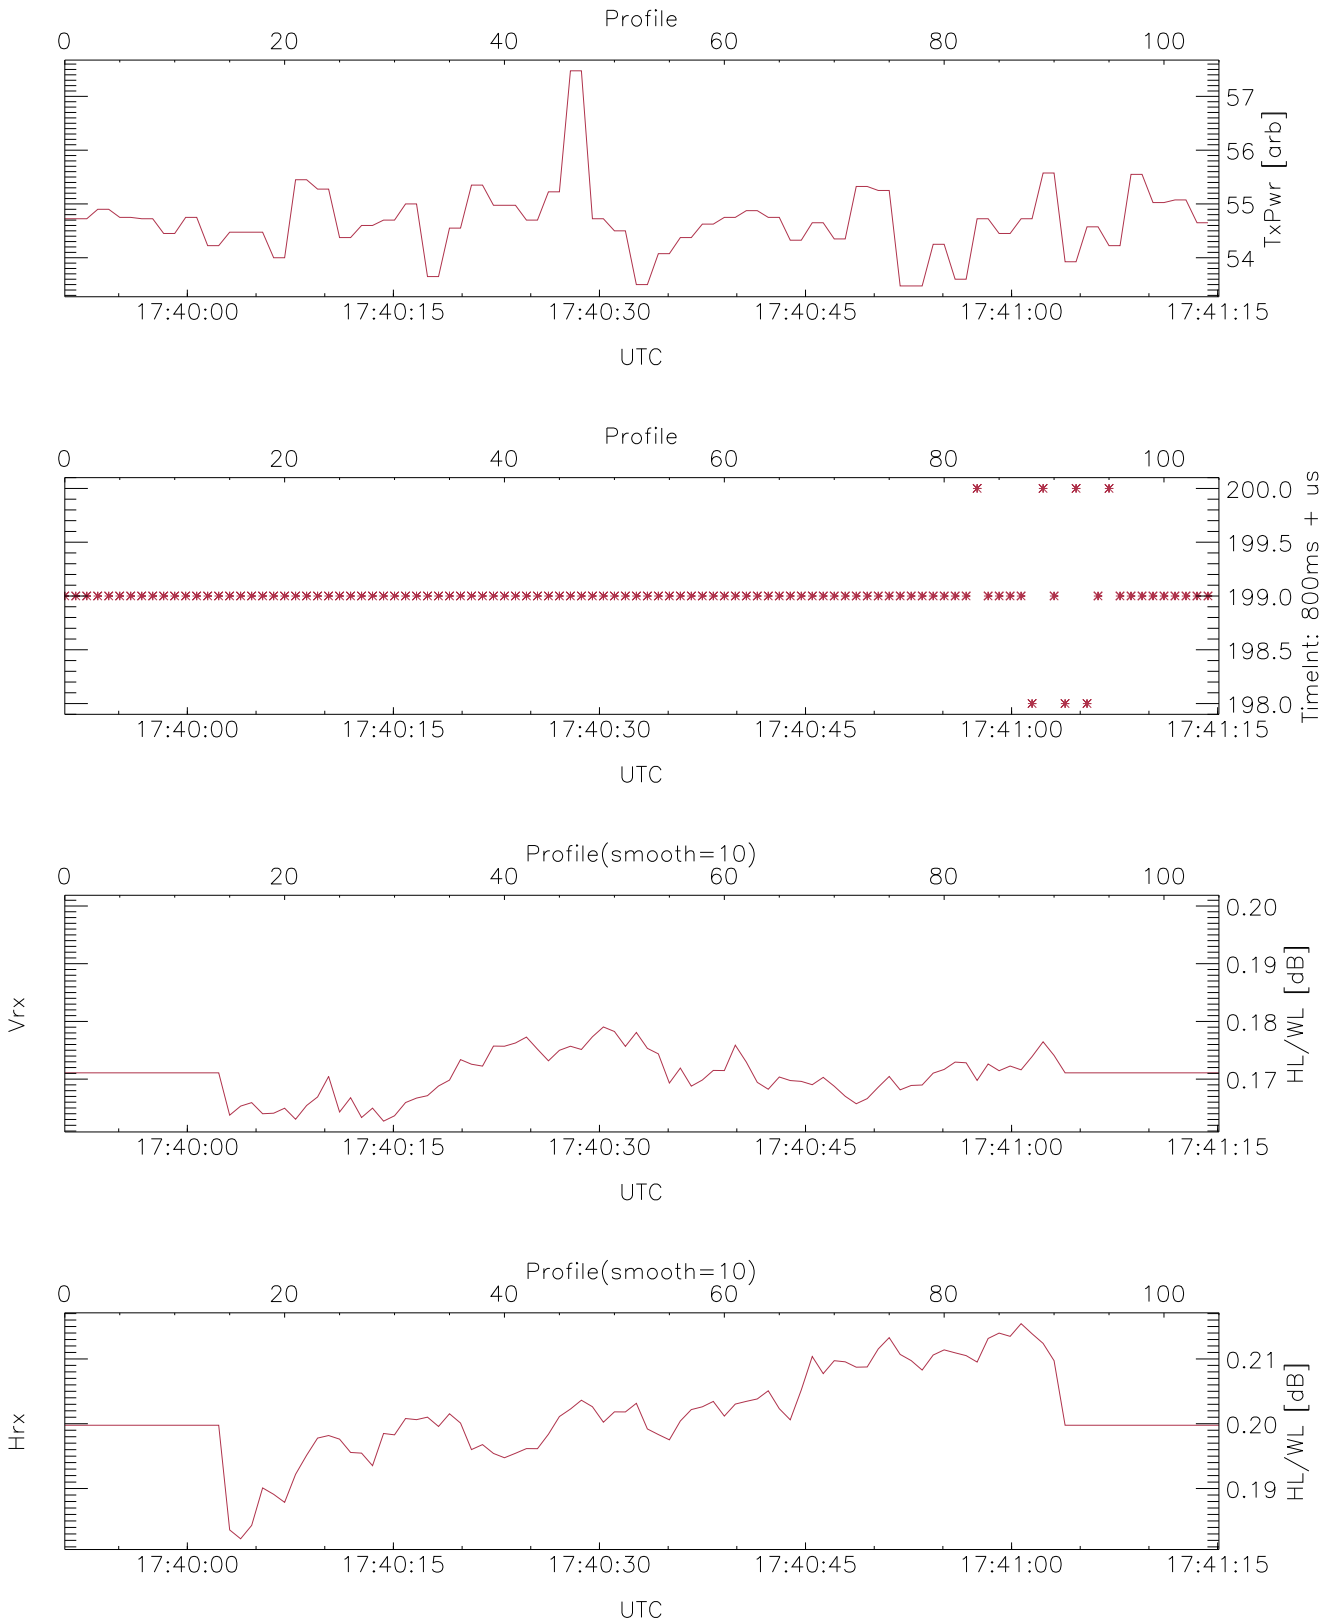 Profile
0 20 40 60 80 100
57
56
55
54
TxPwr [arb]
17:40:00 17:40:15 17:40:30 17:40:45 17:41:00 17:41:15
UTC
Profile
0 20 40 60 80 100
200.0
199.5
199.0
198.5
198.0
TimeInt: 800ms + us
17:40:00 17:40:15 17:40:30 17:40:45 17:41:00 17:41:15
UTC
Profile(smooth=10)
0 20 40 60 80 100
Vrx
0.20
0.19
0.18
0.17
HL/WL [dB]
17:40:00 17:40:15 17:40:30 17:40:45 17:41:00 17:41:15
UTC
Profile(smooth=10)
0 20 40 60 80 100
Hrx
0.21
0.20
0.19
HL/WL [dB]
17:40:00 17:40:15 17:40:30 17:40:45 17:41:00 17:41:15
UTC